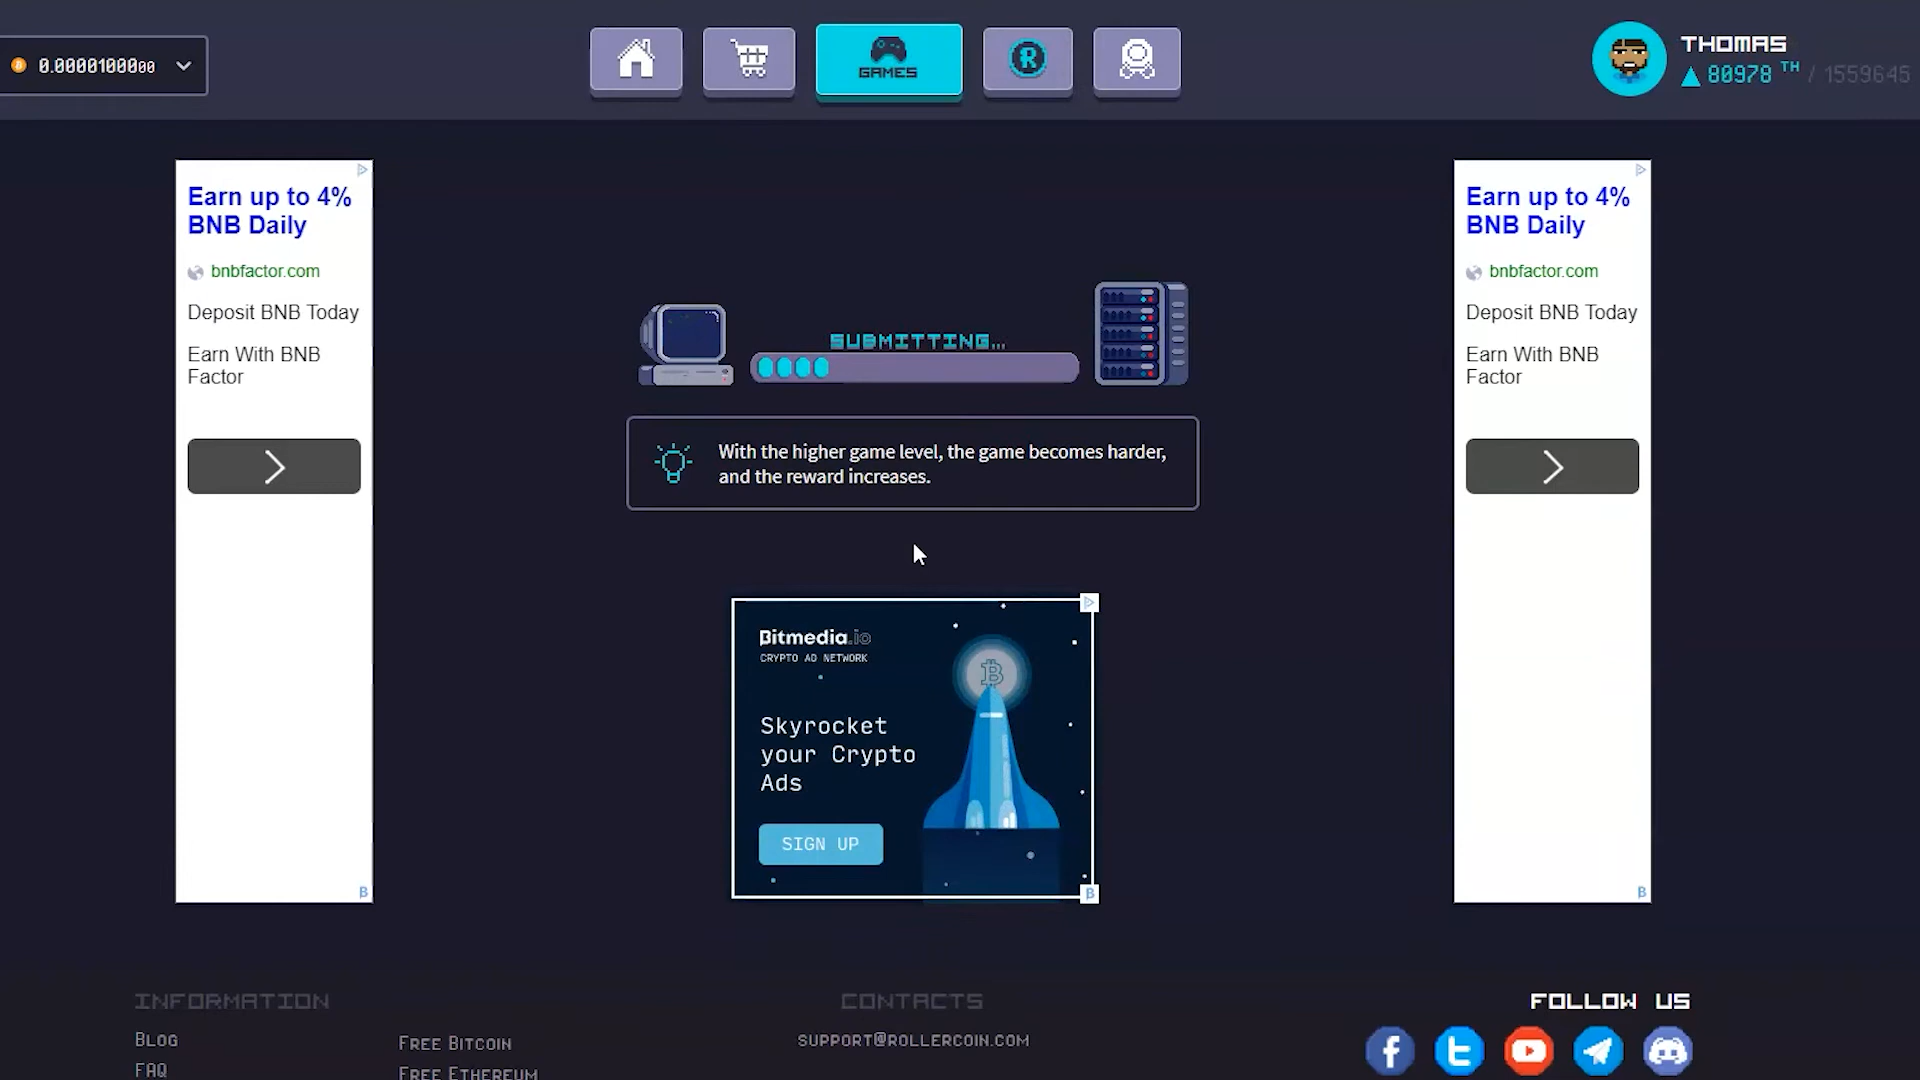 0.0000100000
GAMES
THOMAS
80978 TH / 1559645
Earn up to 4%
BNB Daily
bnbfactor.com
Deposit BNB Today
Earn With BNB
Factor
SUBMITTING...
With the higher game level, the game becomes harder,
and the reward increases.
Bitmedia.io
CRYPTO AD NETWORK
Skyrocket
your Crypto
Ads
SIGN UP
Earn up to 4%
BNB Daily
bnbfactor.com
Deposit BNB Today
Earn With BNB
Factor
INFORMATION
BLOG
FAQ
FREE BITCOIN
FREE ETHEREUM
CONTACTS
SUPPORT@ROLLERCOIN.COM
FOLLOW US